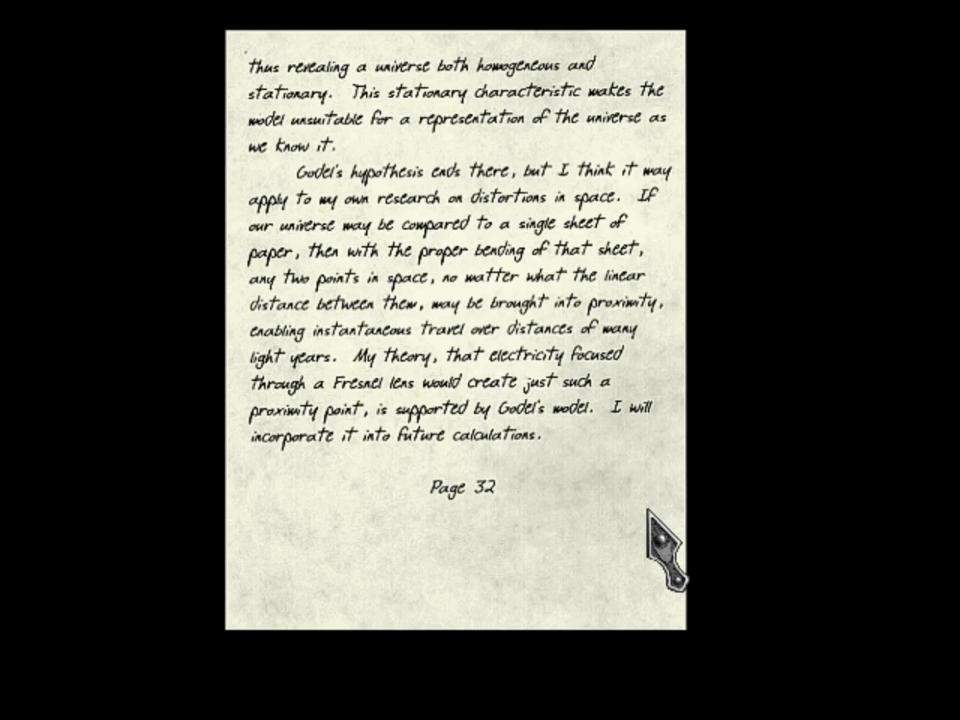 thus revealing a universe both homogeneous and
stationary. This stationary characteristic makes the
model unsuitable for a representation of the universe as
we know it.
Godel's hypothesis ends there, but I think it may
apply to my own research on distortions in space. If
our universe may be compared to a single sheet of
paper, then with the proper bending of that sheet,
any two points in space, no matter what the linear
distance between them, may be brought into proximity,
enabling instantaneous travel over distances of many
light years. My theory, that electricity focused
through a Fresnel lens would create just such a
proximity point, is supported by Godel's model. I will
incorporate it into future calculations.
Page 32